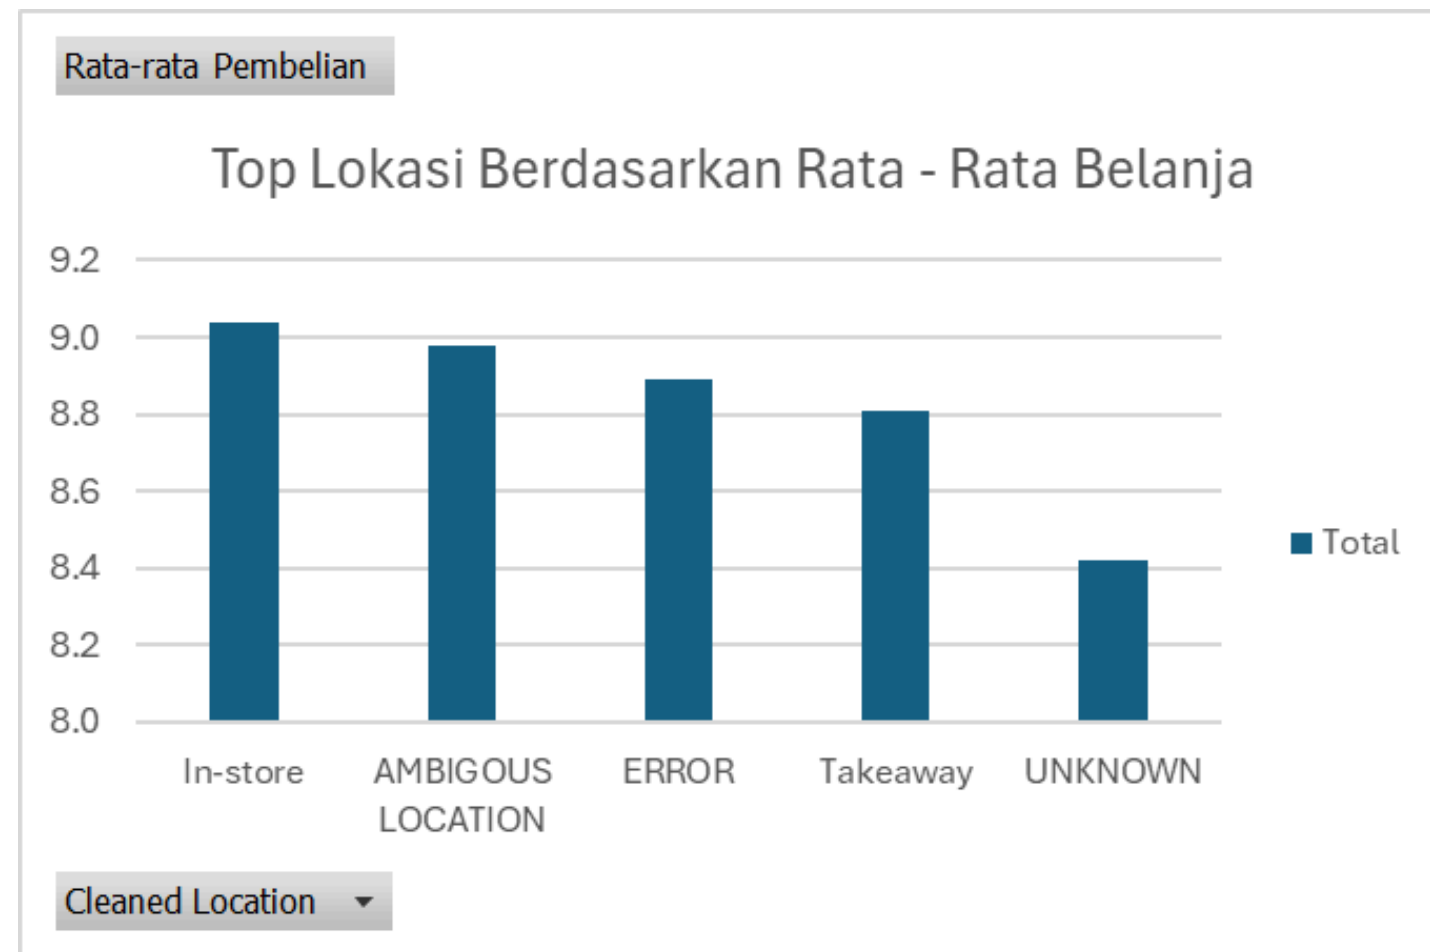 Rata-rata Pembelian
Top Lokasi Berdasarkan Rata - Rata Belanja
9.2
9.0
8.8
8.6
8.4
8.2
8.0
Total
In-store
AMBIGOUS
LOCATION
ERROR
Takeaway
UNKNOWN
Cleaned Location